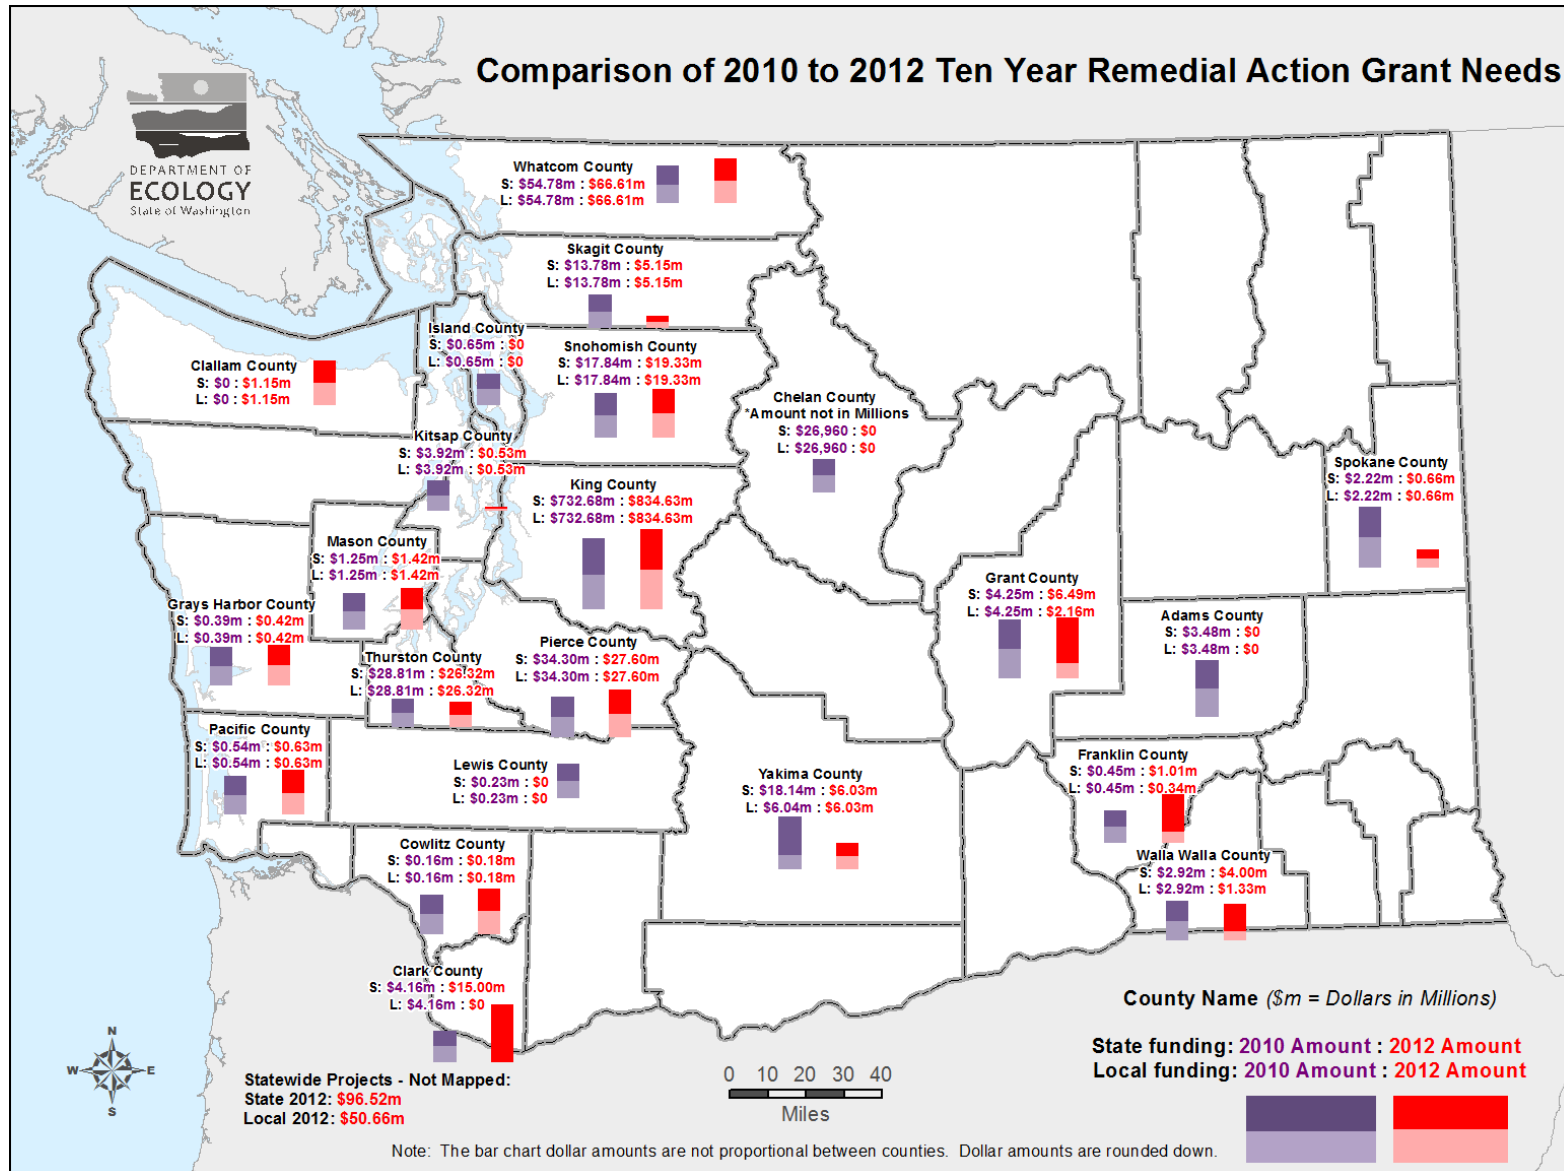 Comparison of 2010 to 2012 Ten Year Remedial Action Grant Needs
DEPARTMENT OF
ECOLOGY
State of Washington
Whatcom County
S: $54.78m : $66.61m
L: $54.78m : $66.61m
Skagit County
S: $13.78m : $5.15m
L: $13.78m : $5.15m
Island County
S: $0.65m : $0
L: $0.65m : $0
Snohomish County
S: $17.84m : $19.33m
L: $17.84m : $19.33m
Clallam County
S: $0 : $1.15m
L: $0 : $1.15m
Chelan County
*Amount not in Millions
S: $26,960 : $0
L: $26,960 : $0
Kitsap County
S: $3.92m : $0.53m
L: $3.92m : $0.53m
King County
S: $732.68m : $834.63m
L: $732.68m : $834.63m
Spokane County
S: $2.22m : $0.66m
L: $2.22m : $0.66m
Mason County
S: $1.25m : $1.42m
L: $1.25m : $1.42m
Grays Harbor County
S: $0.39m : $0.42m
L: $0.39m : $0.42m
Grant County
S: $4.25m : $6.49m
L: $4.25m : $2.16m
Adams County
S: $3.48m : $0
L: $3.48m : $0
Thurston County
S: $28.81m : $26.32m
L: $28.81m : $26.32m
Pierce County
S: $34.30m : $27.60m
L: $34.30m : $27.60m
Pacific County
S: $0.54m : $0.63m
L: $0.54m : $0.63m
Lewis County
S: $0.23m : $0
L: $0.23m : $0
Yakima County
S: $18.14m : $6.03m
L: $6.04m : $6.03m
Franklin County
S: $0.45m : $1.01m
L: $0.45m : $0.34m
Cowlitz County
S: $0.16m : $0.18m
L: $0.16m : $0.18m
Walla Walla County
S: $2.92m : $4.00m
L: $2.92m : $1.33m
Clark County
S: $4.16m : $15.00m
L: $4.16m : $0
County Name ($m = Dollars in Millions)
State funding: 2010 Amount : 2012 Amount
Local funding: 2010 Amount : 2012 Amount
N
W E
S
Statewide Projects - Not Mapped:
State 2012: $96.52m
Local 2012: $50.66m
0 10 20 30 40
Miles
Note: The bar chart dollar amounts are not proportional between counties. Dollar amounts are rounded down.